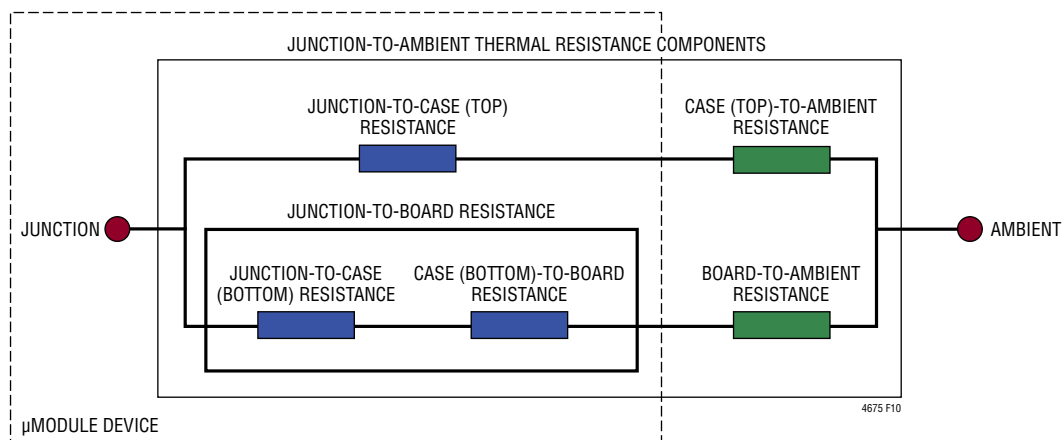 JUNCTION-TO-AMBIENT THERMAL RESISTANCE COMPONENTS
JUNCTION-TO-CASE (TOP)
RESISTANCE
CASE (TOP)-TO-AMBIENT
RESISTANCE
JUNCTION-TO-BOARD RESISTANCE
JUNCTION
AMBIENT
JUNCTION-TO-CASE
(BOTTOM) RESISTANCE
CASE (BOTTOM)-TO-BOARD
RESISTANCE
BOARD-TO-AMBIENT
RESISTANCE
4675 F10
µMODULE DEVICE